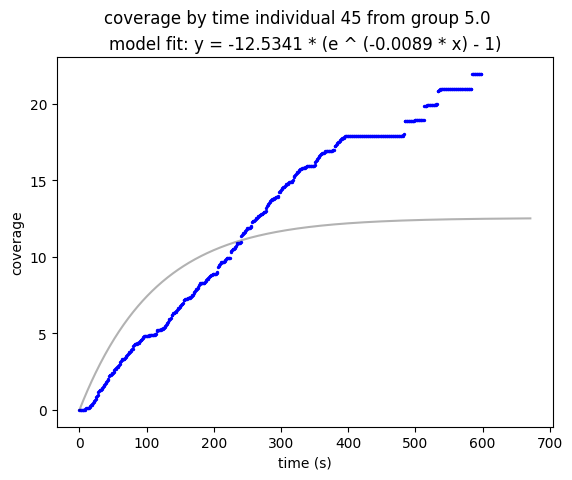 coverage by time individual 45 from group 5.0
model fit: y = -12.5341 * (e ^ (-0.0089 * x) - 1)
20
15
10
5
0
coverage
0 100 200 300 400 500 600 700
time (s)